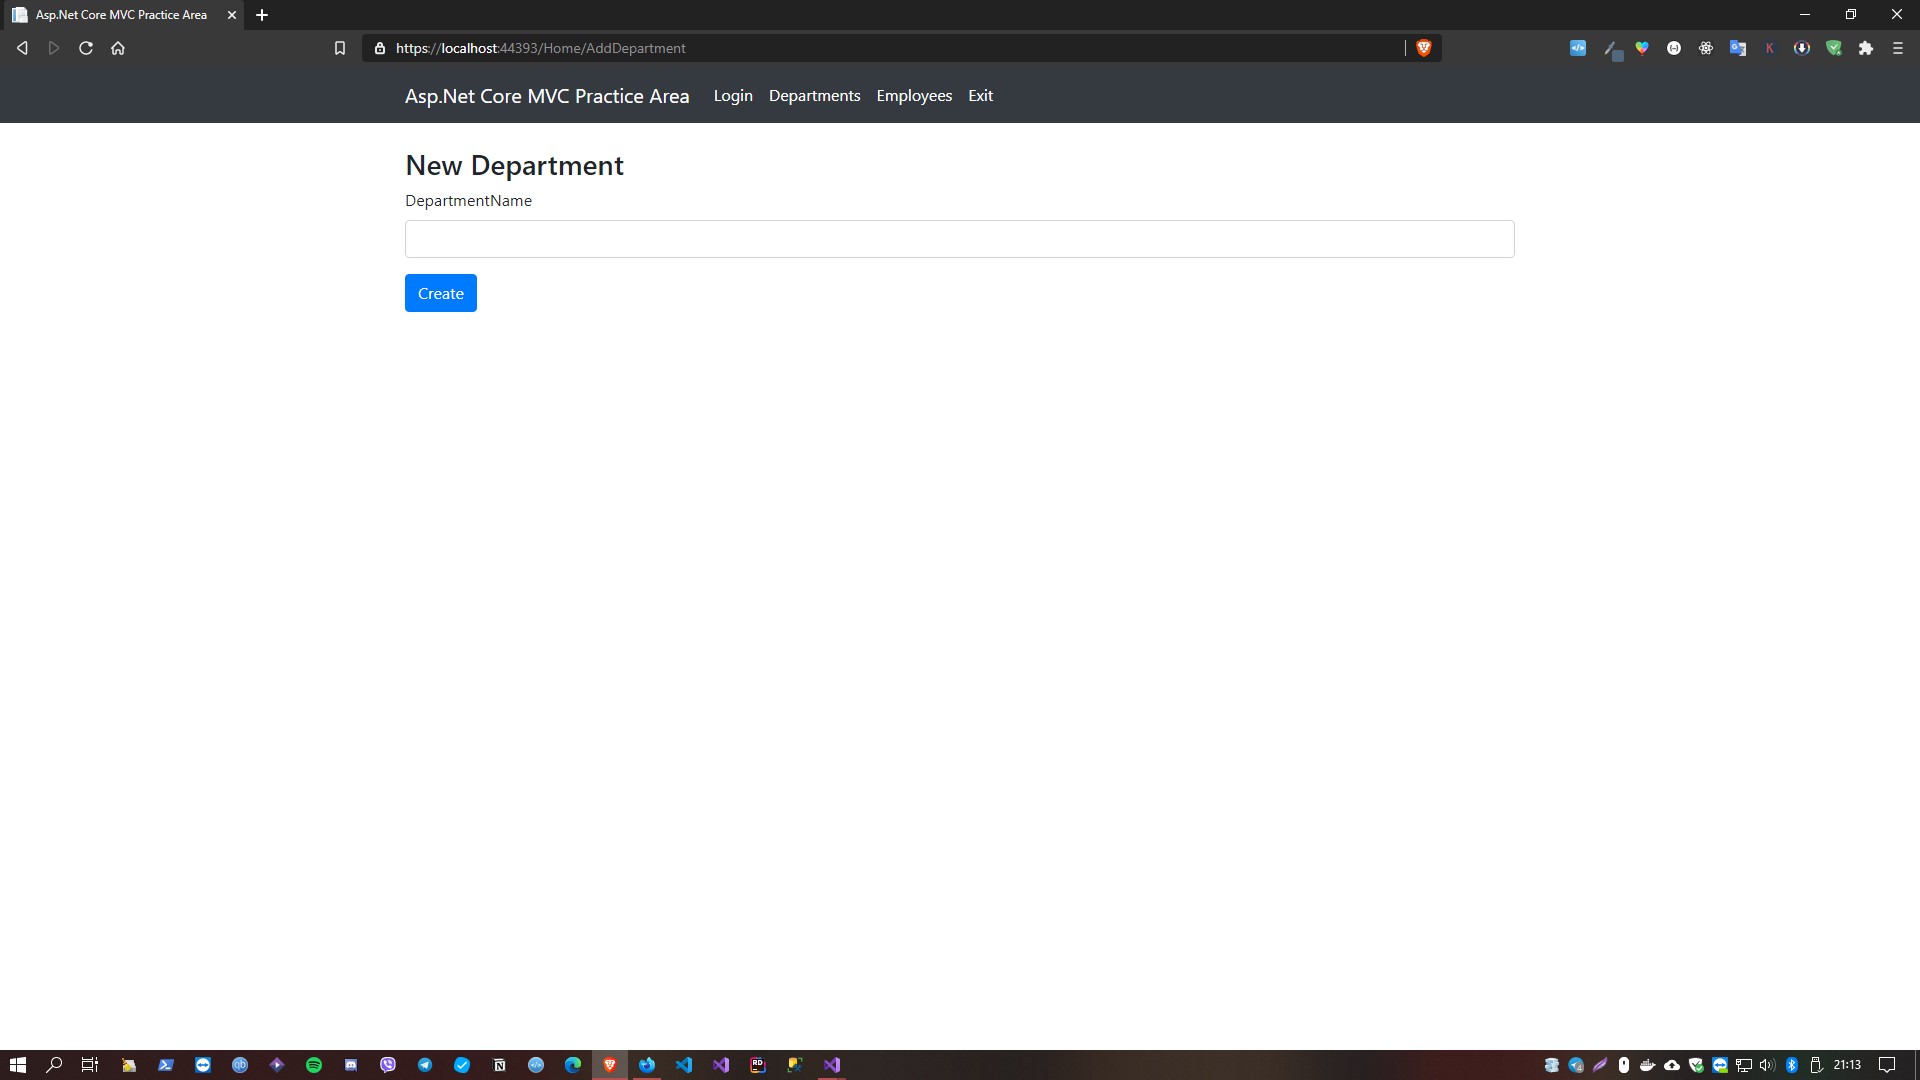 Asp.Net Core MVC Practice Area
https://localhost:44393/Home/AddDepartment
Asp.Net Core MVC Practice Area Login Departments Employees Exit
New Department
DepartmentName
Create
21:13